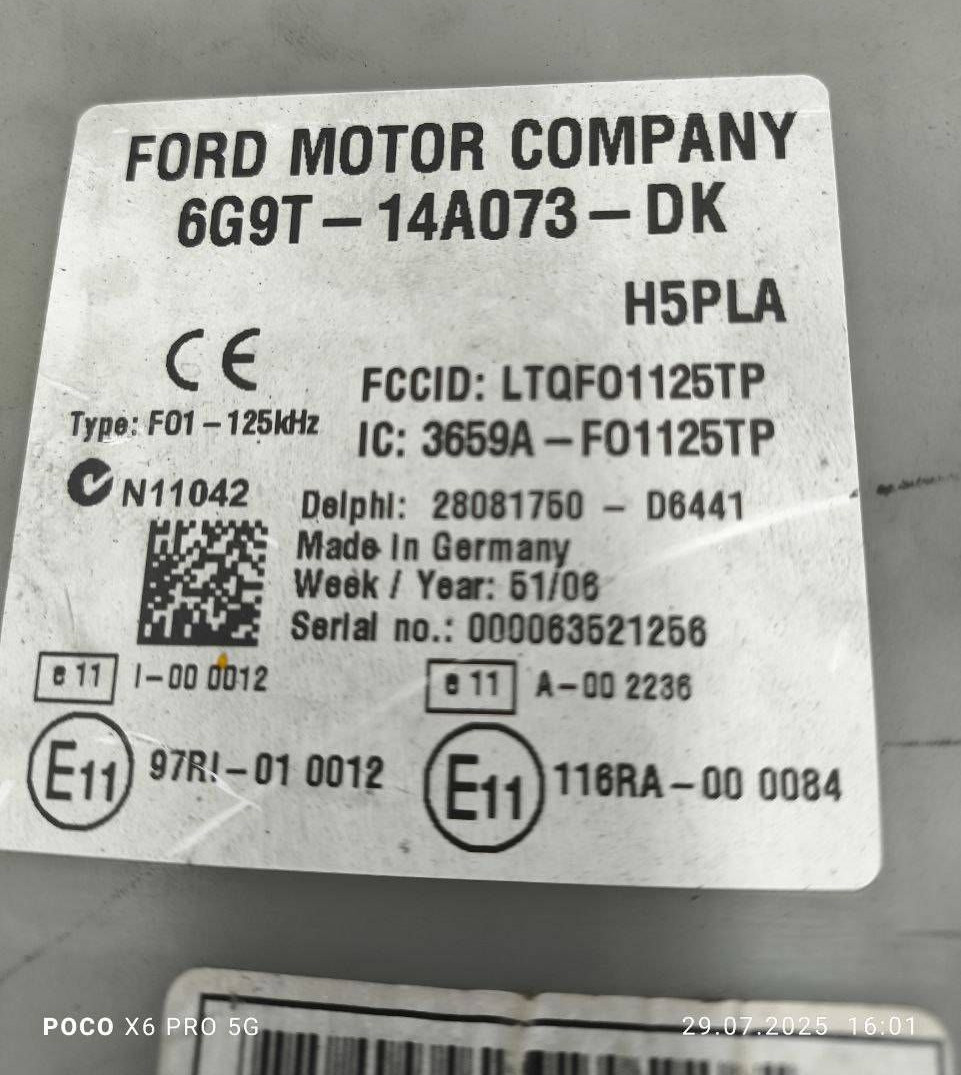 FORD MOTOR COMPANY
6G9T-14A073-DK
H5PLA
CE
FCCID: LTQFO1125TP
Type: FO1-125kHz
IC: 3659A-FO1125TP
N11042
Delphi: 28081750 - D6441
Made In Germany
Week / Year: 51/06
Serial no.: 000063521256
e 11 I-00 0012
e 11 A-00 2236
E11 97RI-01 0012
E11 116RA-00 0084
POCO X6 PRO 5G
29.07.2025 16:01